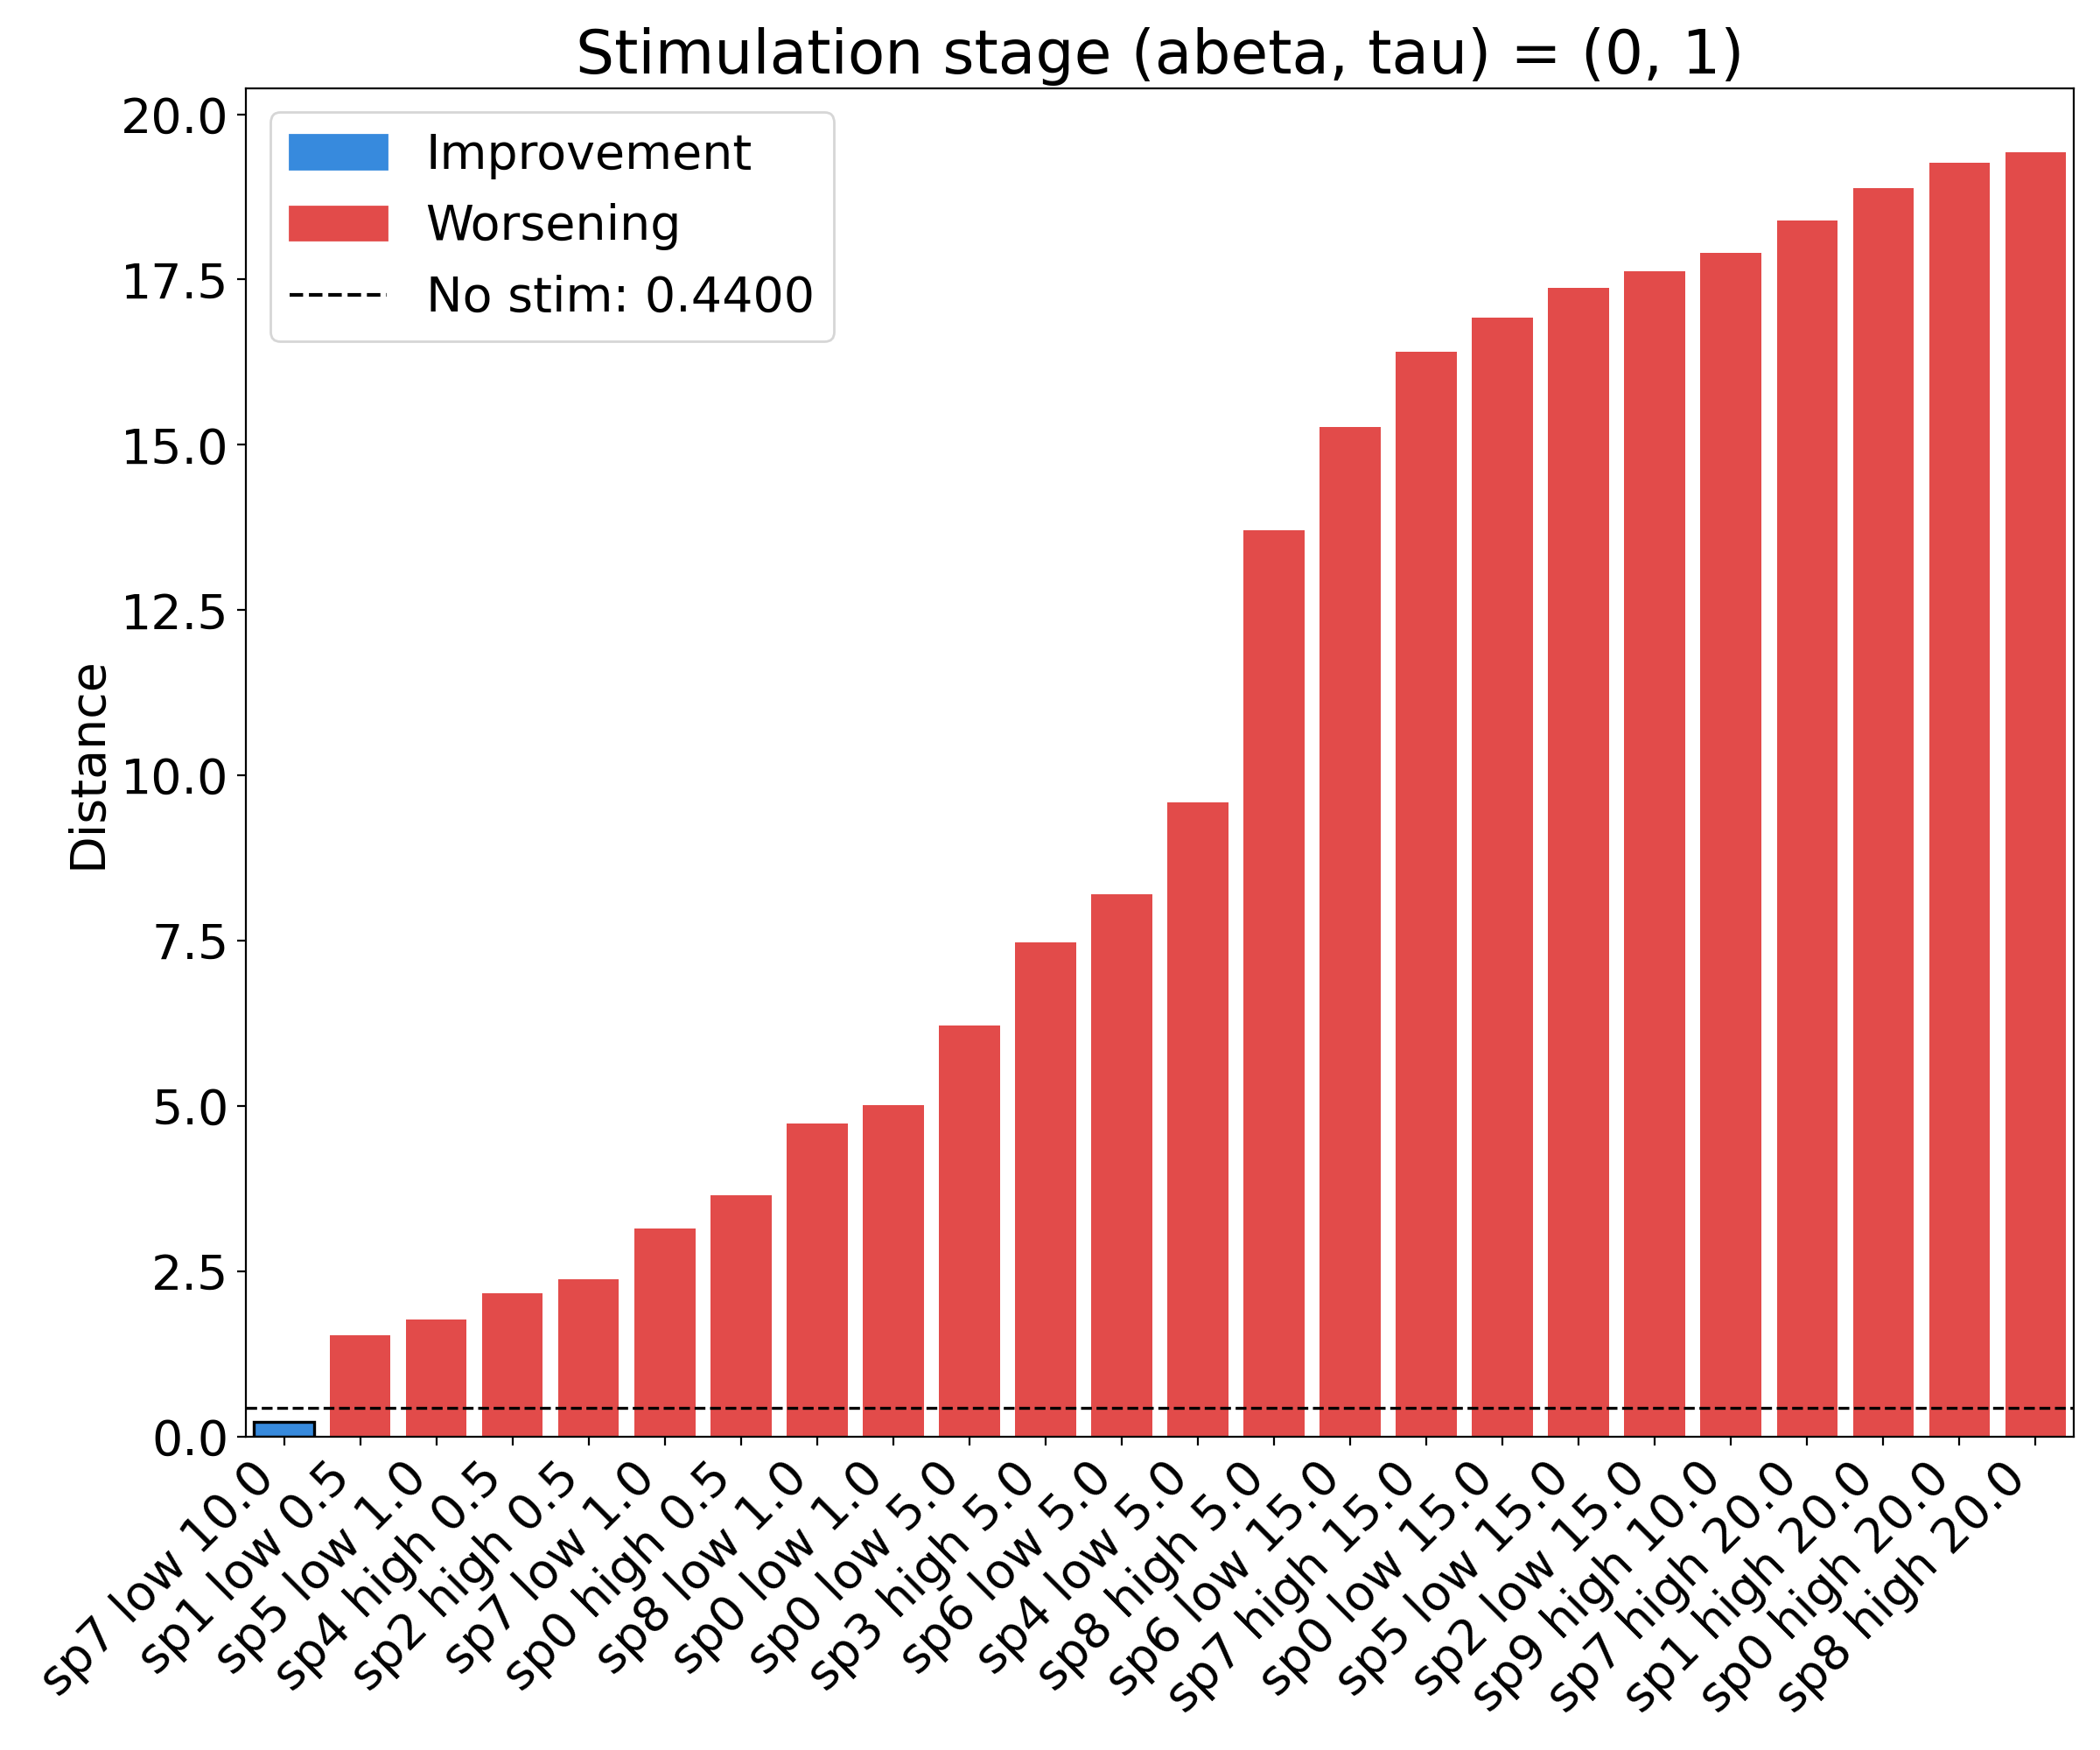 Stimulation stage (abeta, tau) = (0, 1)
Improvement
Worsening
No stim: 0.4400
Distance
20.0
17.5
15.0
12.5
10.0
7.5
5.0
2.5
0.0
sp7 low 10.0
sp1 low 0.5
sp5 low 1.0
sp4 high 0.5
sp2 high 0.5
sp7 low 1.0
sp0 high 0.5
sp8 low 1.0
sp0 low 1.0
sp0 low 5.0
sp3 high 5.0
sp6 low 5.0
sp4 low 5.0
sp8 high 5.0
sp6 low 15.0
sp7 high 15.0
sp0 low 15.0
sp5 low 15.0
sp2 low 15.0
sp9 high 10.0
sp7 high 20.0
sp1 high 20.0
sp0 high 20.0
sp8 high 20.0